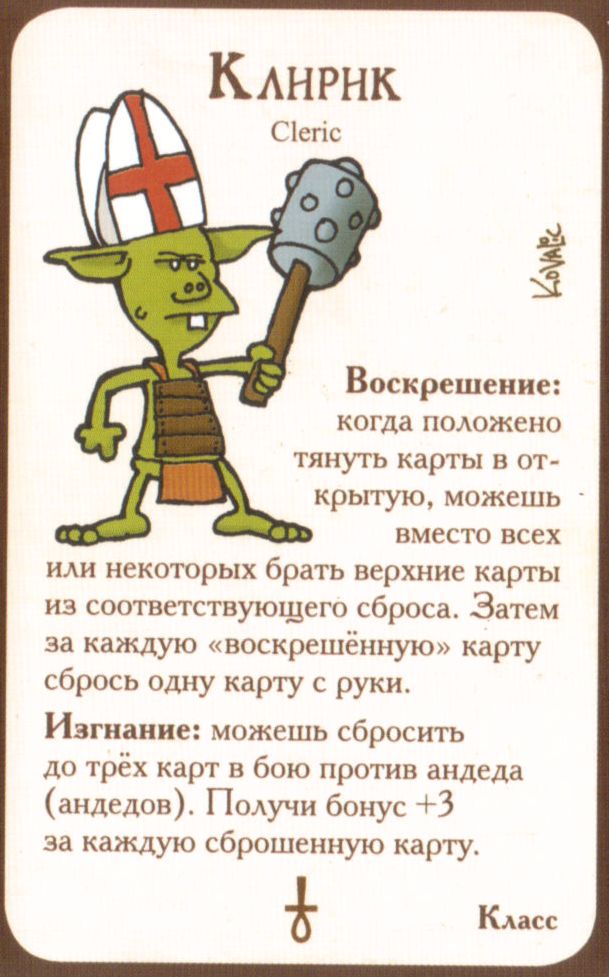 Клирик
Cleric
Kovalic
Воскрешение:
когда положено
тянуть карты в от-
крытую, можешь
вместо всех
или некоторых брать верхние карты
из соответствующего сброса. Затем
за каждую «воскрешённую» карту
сбрось одну карту с руки.
Изгнание: можешь сбросить
до трёх карт в бою против андеда
(андедов). Получи бонус +3
за каждую сброшенную карту.
Класс